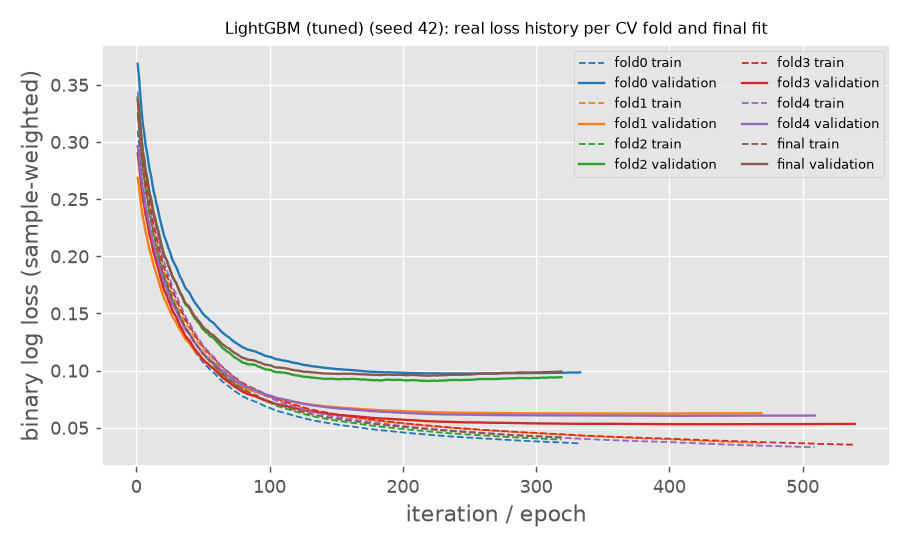 LightGBM (tuned) (seed 42): real loss history per CV fold and final fit
binary log loss (sample-weighted)
0.35
0.30
0.25
0.20
0.15
0.10
0.05
fold0 train
fold0 validation
fold1 train
fold1 validation
fold2 train
fold2 validation
fold3 train
fold3 validation
fold4 train
fold4 validation
final train
final validation
0 100 200 300 400 500
iteration / epoch